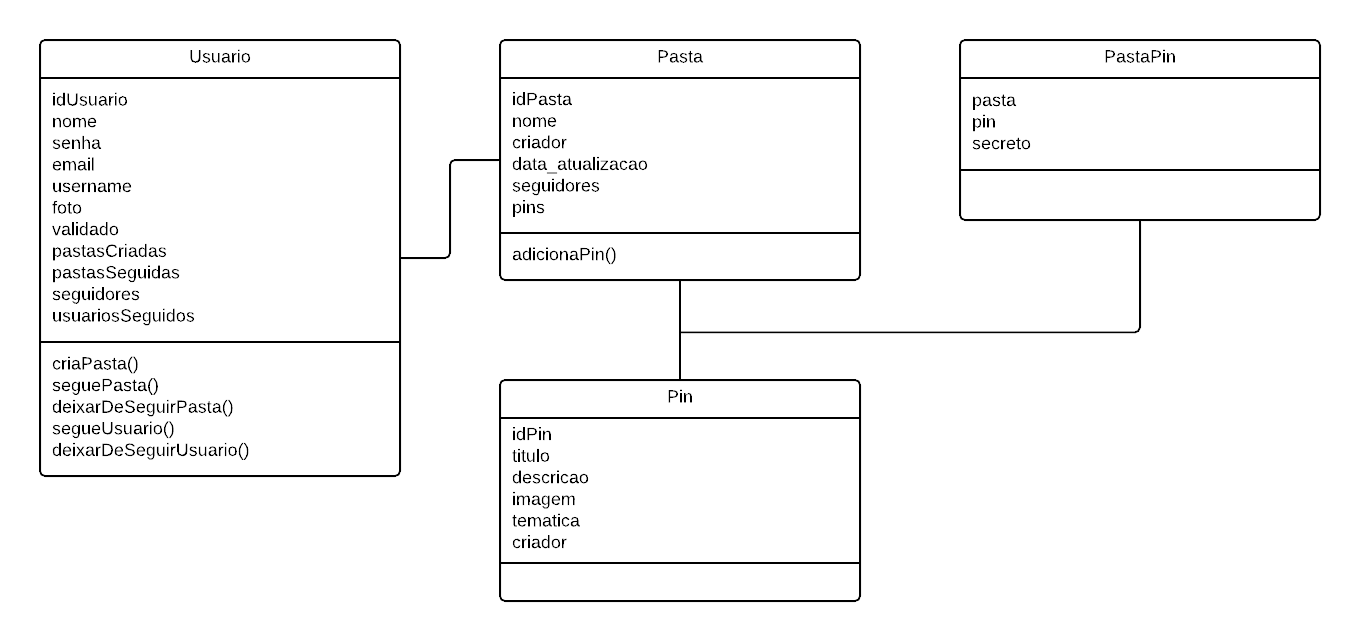 Usuario
idUsuario
nome
senha
email
username
foto
validado
pastasCriadas
pastasSeguidas
seguidores
usuariosSeguidos
criaPasta()
seguePasta()
deixarDeSeguirPasta()
segueUsuario()
deixarDeSeguirUsuario()
Pasta
idPasta
nome
criador
data_atualizacao
seguidores
pins
adicionaPin()
PastaPin
pasta
pin
secreto
Pin
idPin
titulo
descricao
imagem
tematica
criador